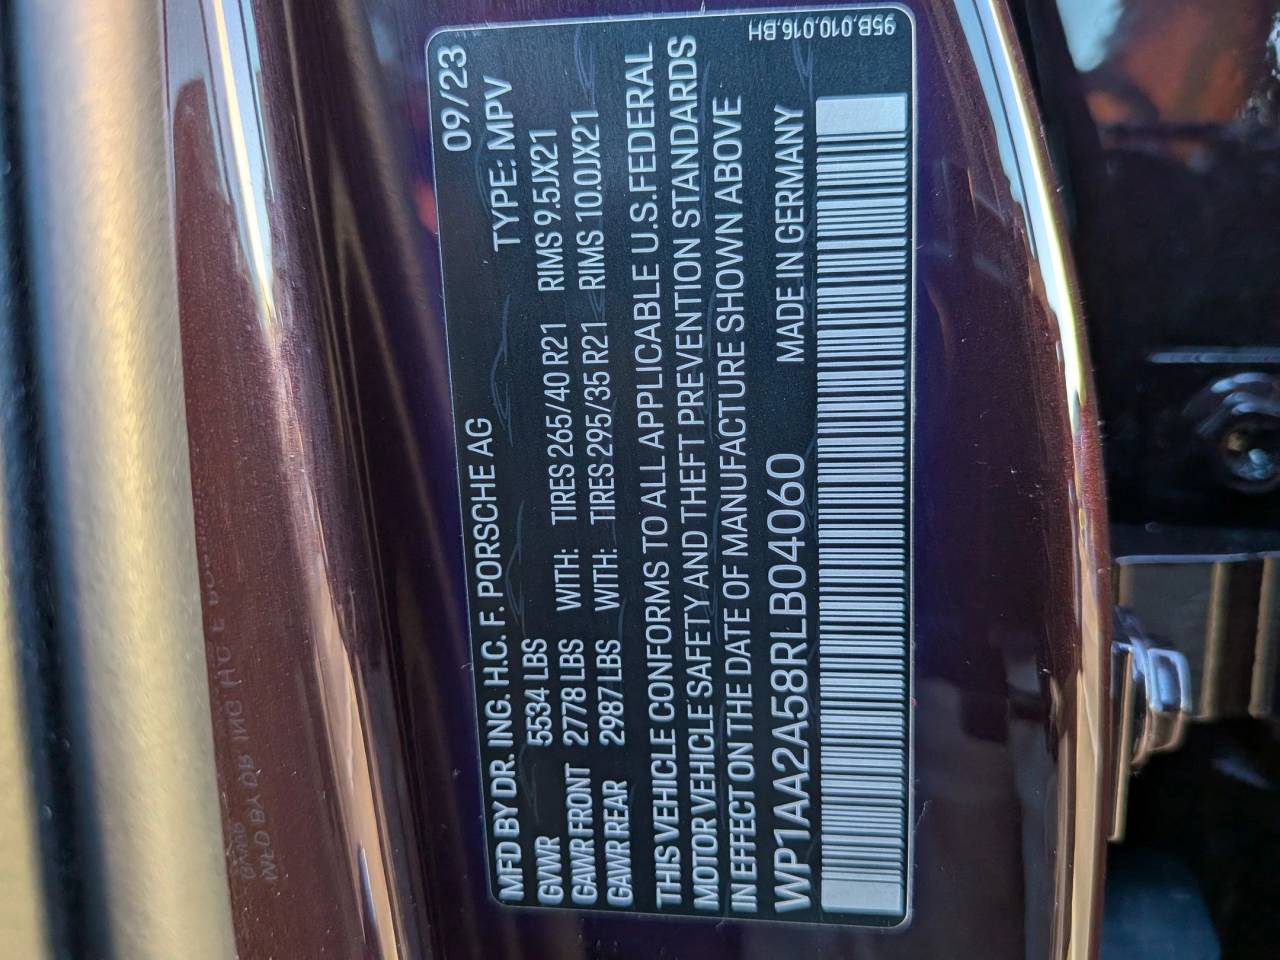 09/23
MFD BY DR. ING. H.C. F. PORSCHE AG TYPE: MPV
GVWR 5534 LBS
GAWR FRONT 2778 LBS WITH: TIRES 265/40 R21 RIMS 9.5JX21
GAWR REAR 2987 LBS WITH: TIRES 295/35 R21 RIMS 10.0JX21
THIS VEHICLE CONFORMS TO ALL APPLICABLE U.S.FEDERAL
MOTOR VEHICLE SAFETY AND THEFT PREVENTION STANDARDS
IN EFFECT ON THE DATE OF MANUFACTURE SHOWN ABOVE
WP1AA2A58RLB04060 MADE IN GERMANY
95B.010.016.BH